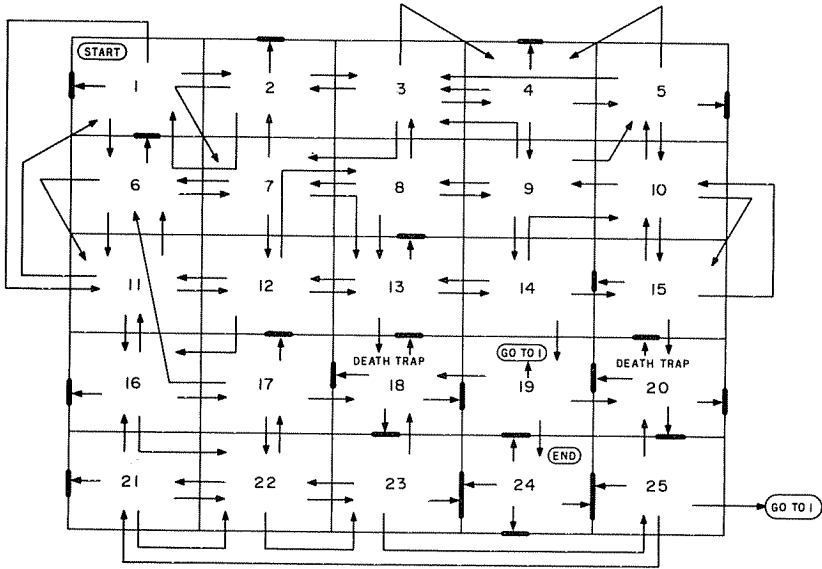 START
1 2 3 4 5
6 7 8 9 10
11 12 13 14 15
DEATH TRAP GO TO 1 DEATH TRAP
16 17 18 19 20
END
21 22 23 24 25
GO TO 1